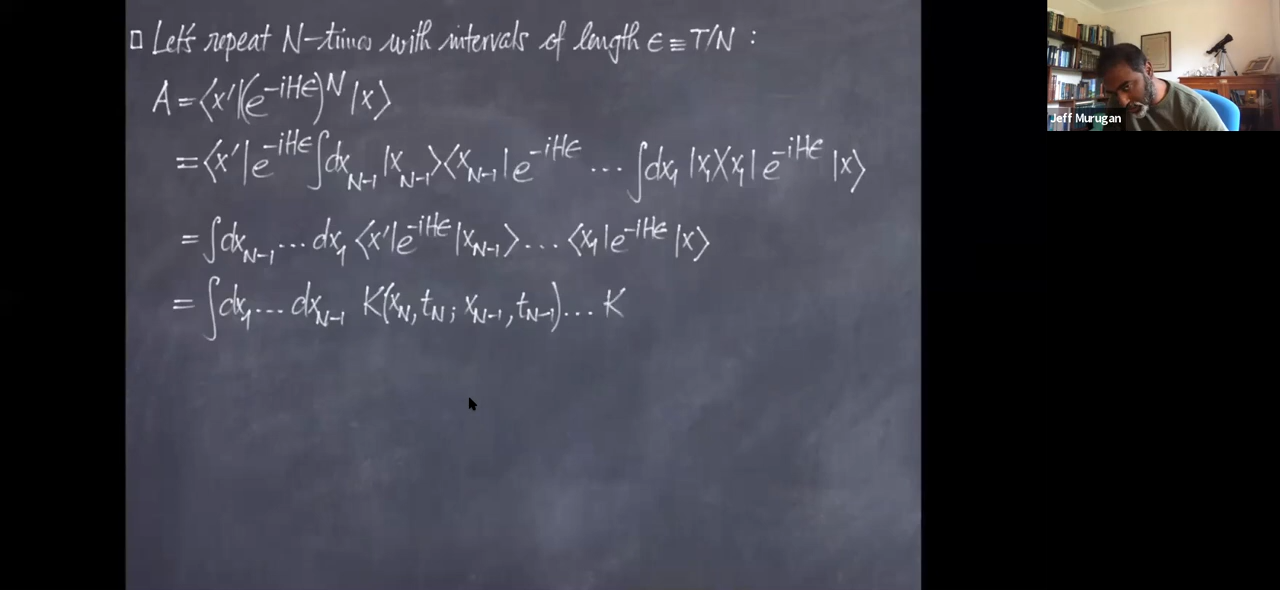 □ Let's repeat N-times with intervals of length ϵ ≡ T/N :
A = ⟨x'|(e^{-iHϵ})^N |x⟩
= ⟨x'|e^{-iHϵ} ∫dx_{N-1} |x_{N-1}⟩⟨x_{N-1}| e^{-iHϵ} ... ∫dx_1 |x_1⟩⟨x_1| e^{-iHϵ} |x⟩
= ∫dx_{N-1} ... dx_1 ⟨x'|e^{-iHϵ} |x_{N-1}⟩ ... ⟨x_1|e^{-iHϵ} |x⟩
= ∫dx_1 ... dx_{N-1} K(x_N, t_N; x_{N-1}, t_{N-1}) ... K
Jeff Murugan